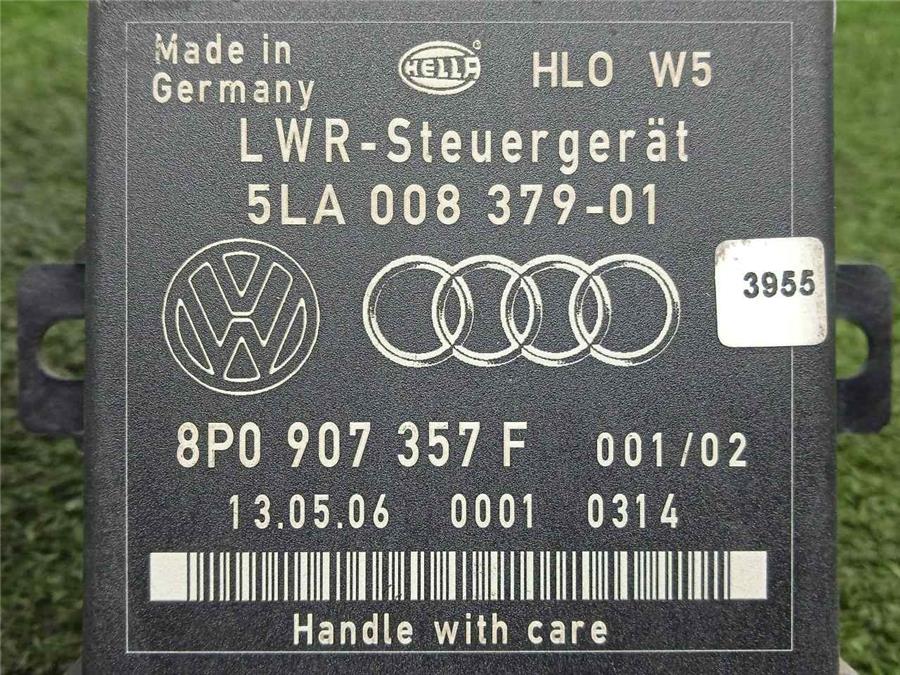 Made in
Germany
HELLA
HLO W5
LWR-Steuergerät
5LA 008 379-01
3955
8P0 907 357 F 001/02
13.05.06 0001 0314
Handle with care